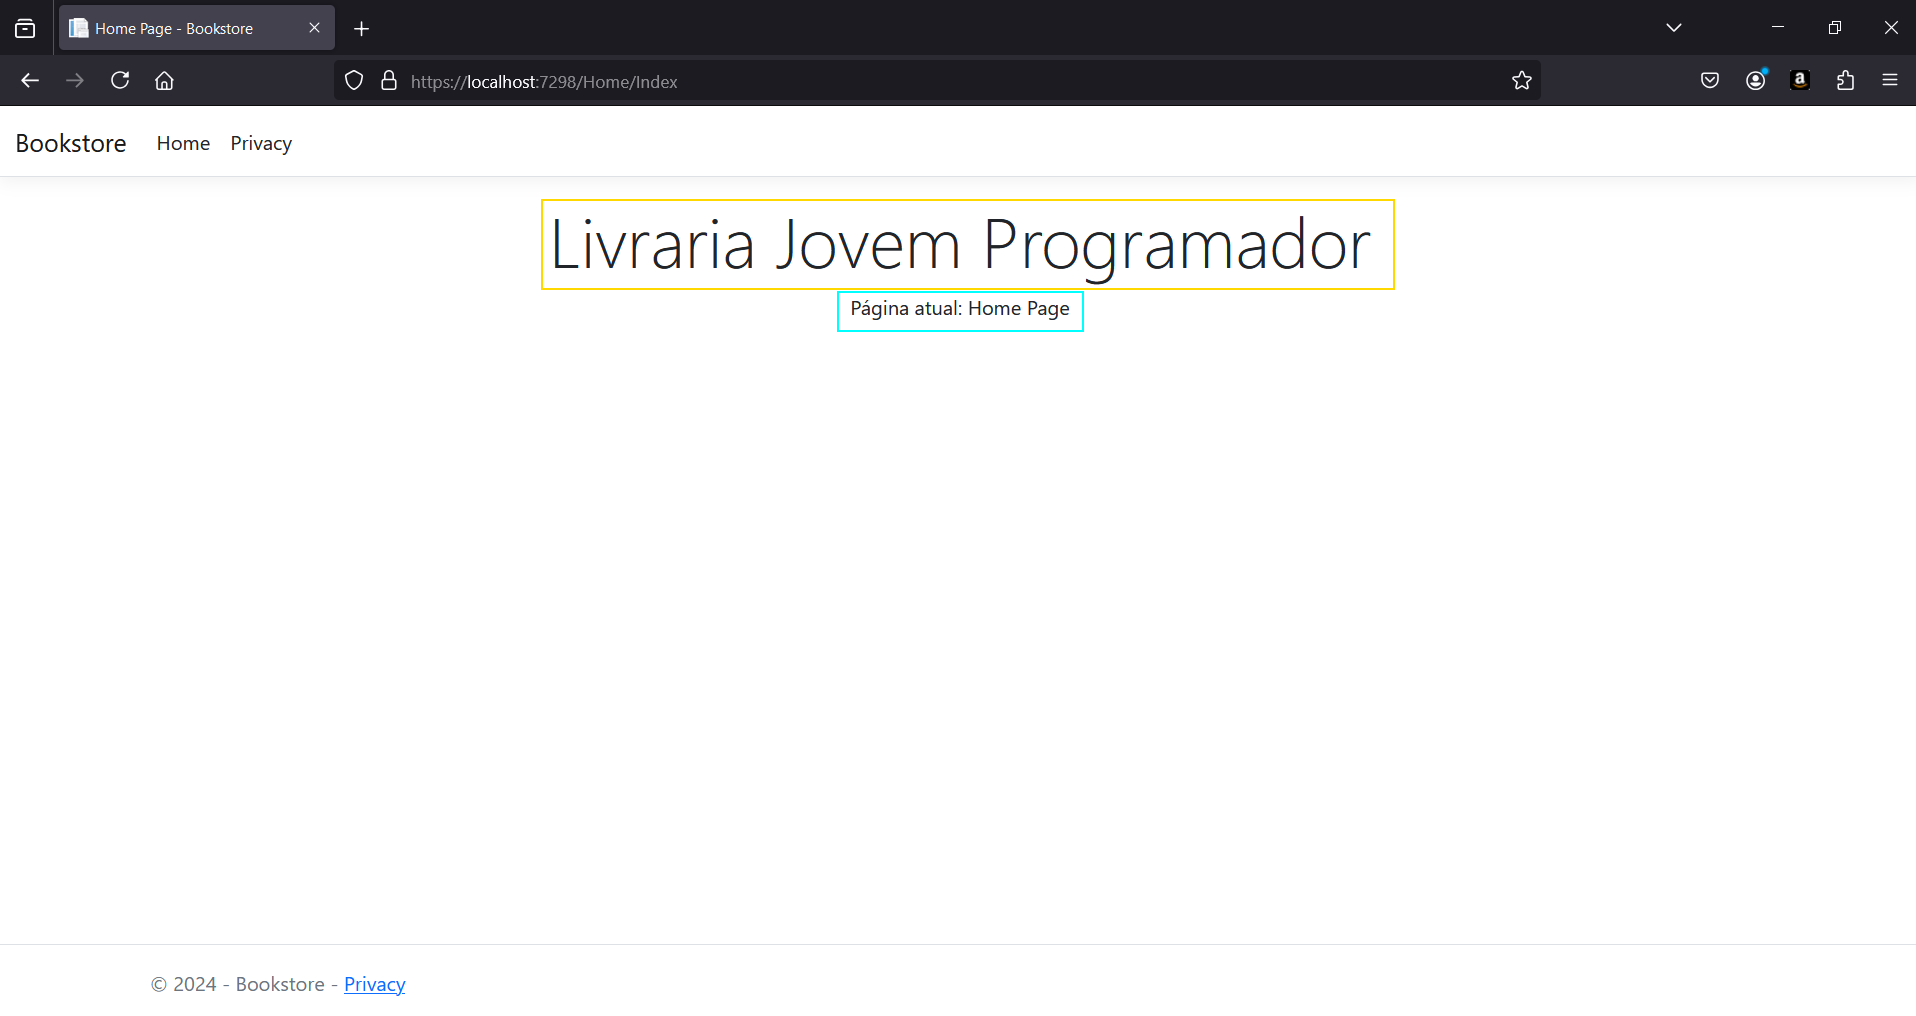 Home Page - Bookstore
https://localhost:7298/Home/Index
Bookstore Home Privacy
Livraria Jovem Programador
Página atual: Home Page
© 2024 - Bookstore - Privacy